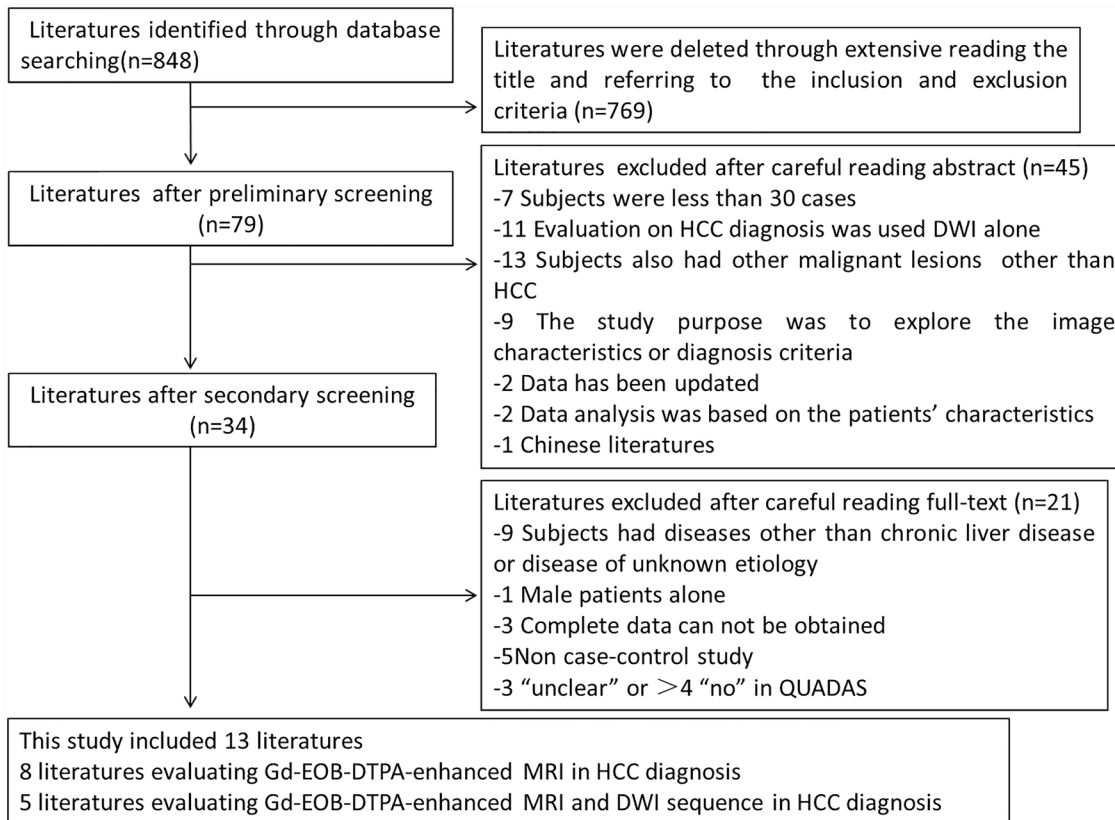 Literatures identified through database
searching(n=848)
Literatures were deleted through extensive reading the
title and referring to the inclusion and exclusion
criteria (n=769)
Literatures after preliminary screening
(n=79)
Literatures excluded after careful reading abstract (n=45)
-7 Subjects were less than 30 cases
-11 Evaluation on HCC diagnosis was used DWI alone
-13 Subjects also had other malignant lesions other than
HCC
-9 The study purpose was to explore the image
characteristics or diagnosis criteria
-2 Data has been updated
-2 Data analysis was based on the patients’ characteristics
-1 Chinese literatures
Literatures after secondary screening
(n=34)
Literatures excluded after careful reading full-text (n=21)
-9 Subjects had diseases other than chronic liver disease
or disease of unknown etiology
-1 Male patients alone
-3 Complete data can not be obtained
-5Non case-control study
-3 “unclear” or ＞4 “no” in QUADAS
This study included 13 literatures
8 literatures evaluating Gd-EOB-DTPA-enhanced MRI in HCC diagnosis
5 literatures evaluating Gd-EOB-DTPA-enhanced MRI and DWI sequence in HCC diagnosis